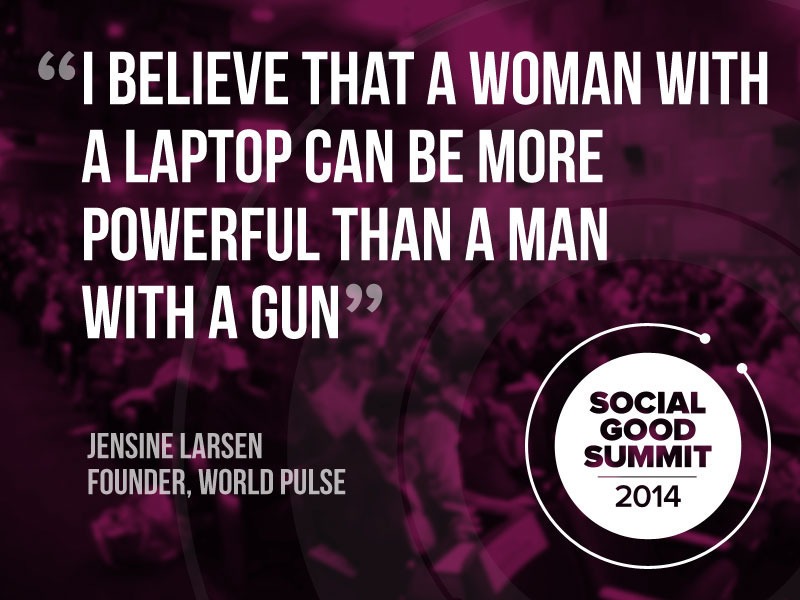 “I BELIEVE THAT A WOMAN WITH
A LAPTOP CAN BE MORE
POWERFUL THAN A MAN
WITH A GUN”
JENSINE LARSEN
FOUNDER, WORLD PULSE
SOCIAL
GOOD
SUMMIT
2014